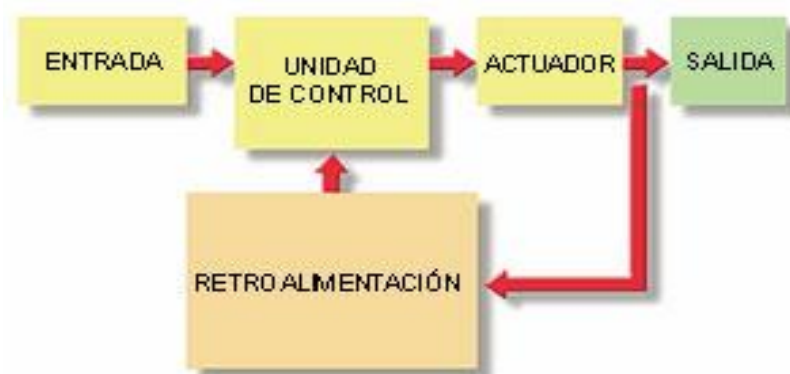 ENTRADA
UNIDAD
DE CONTROL
ACTUADOR
SALIDA
RETROALIMENTACIÓN